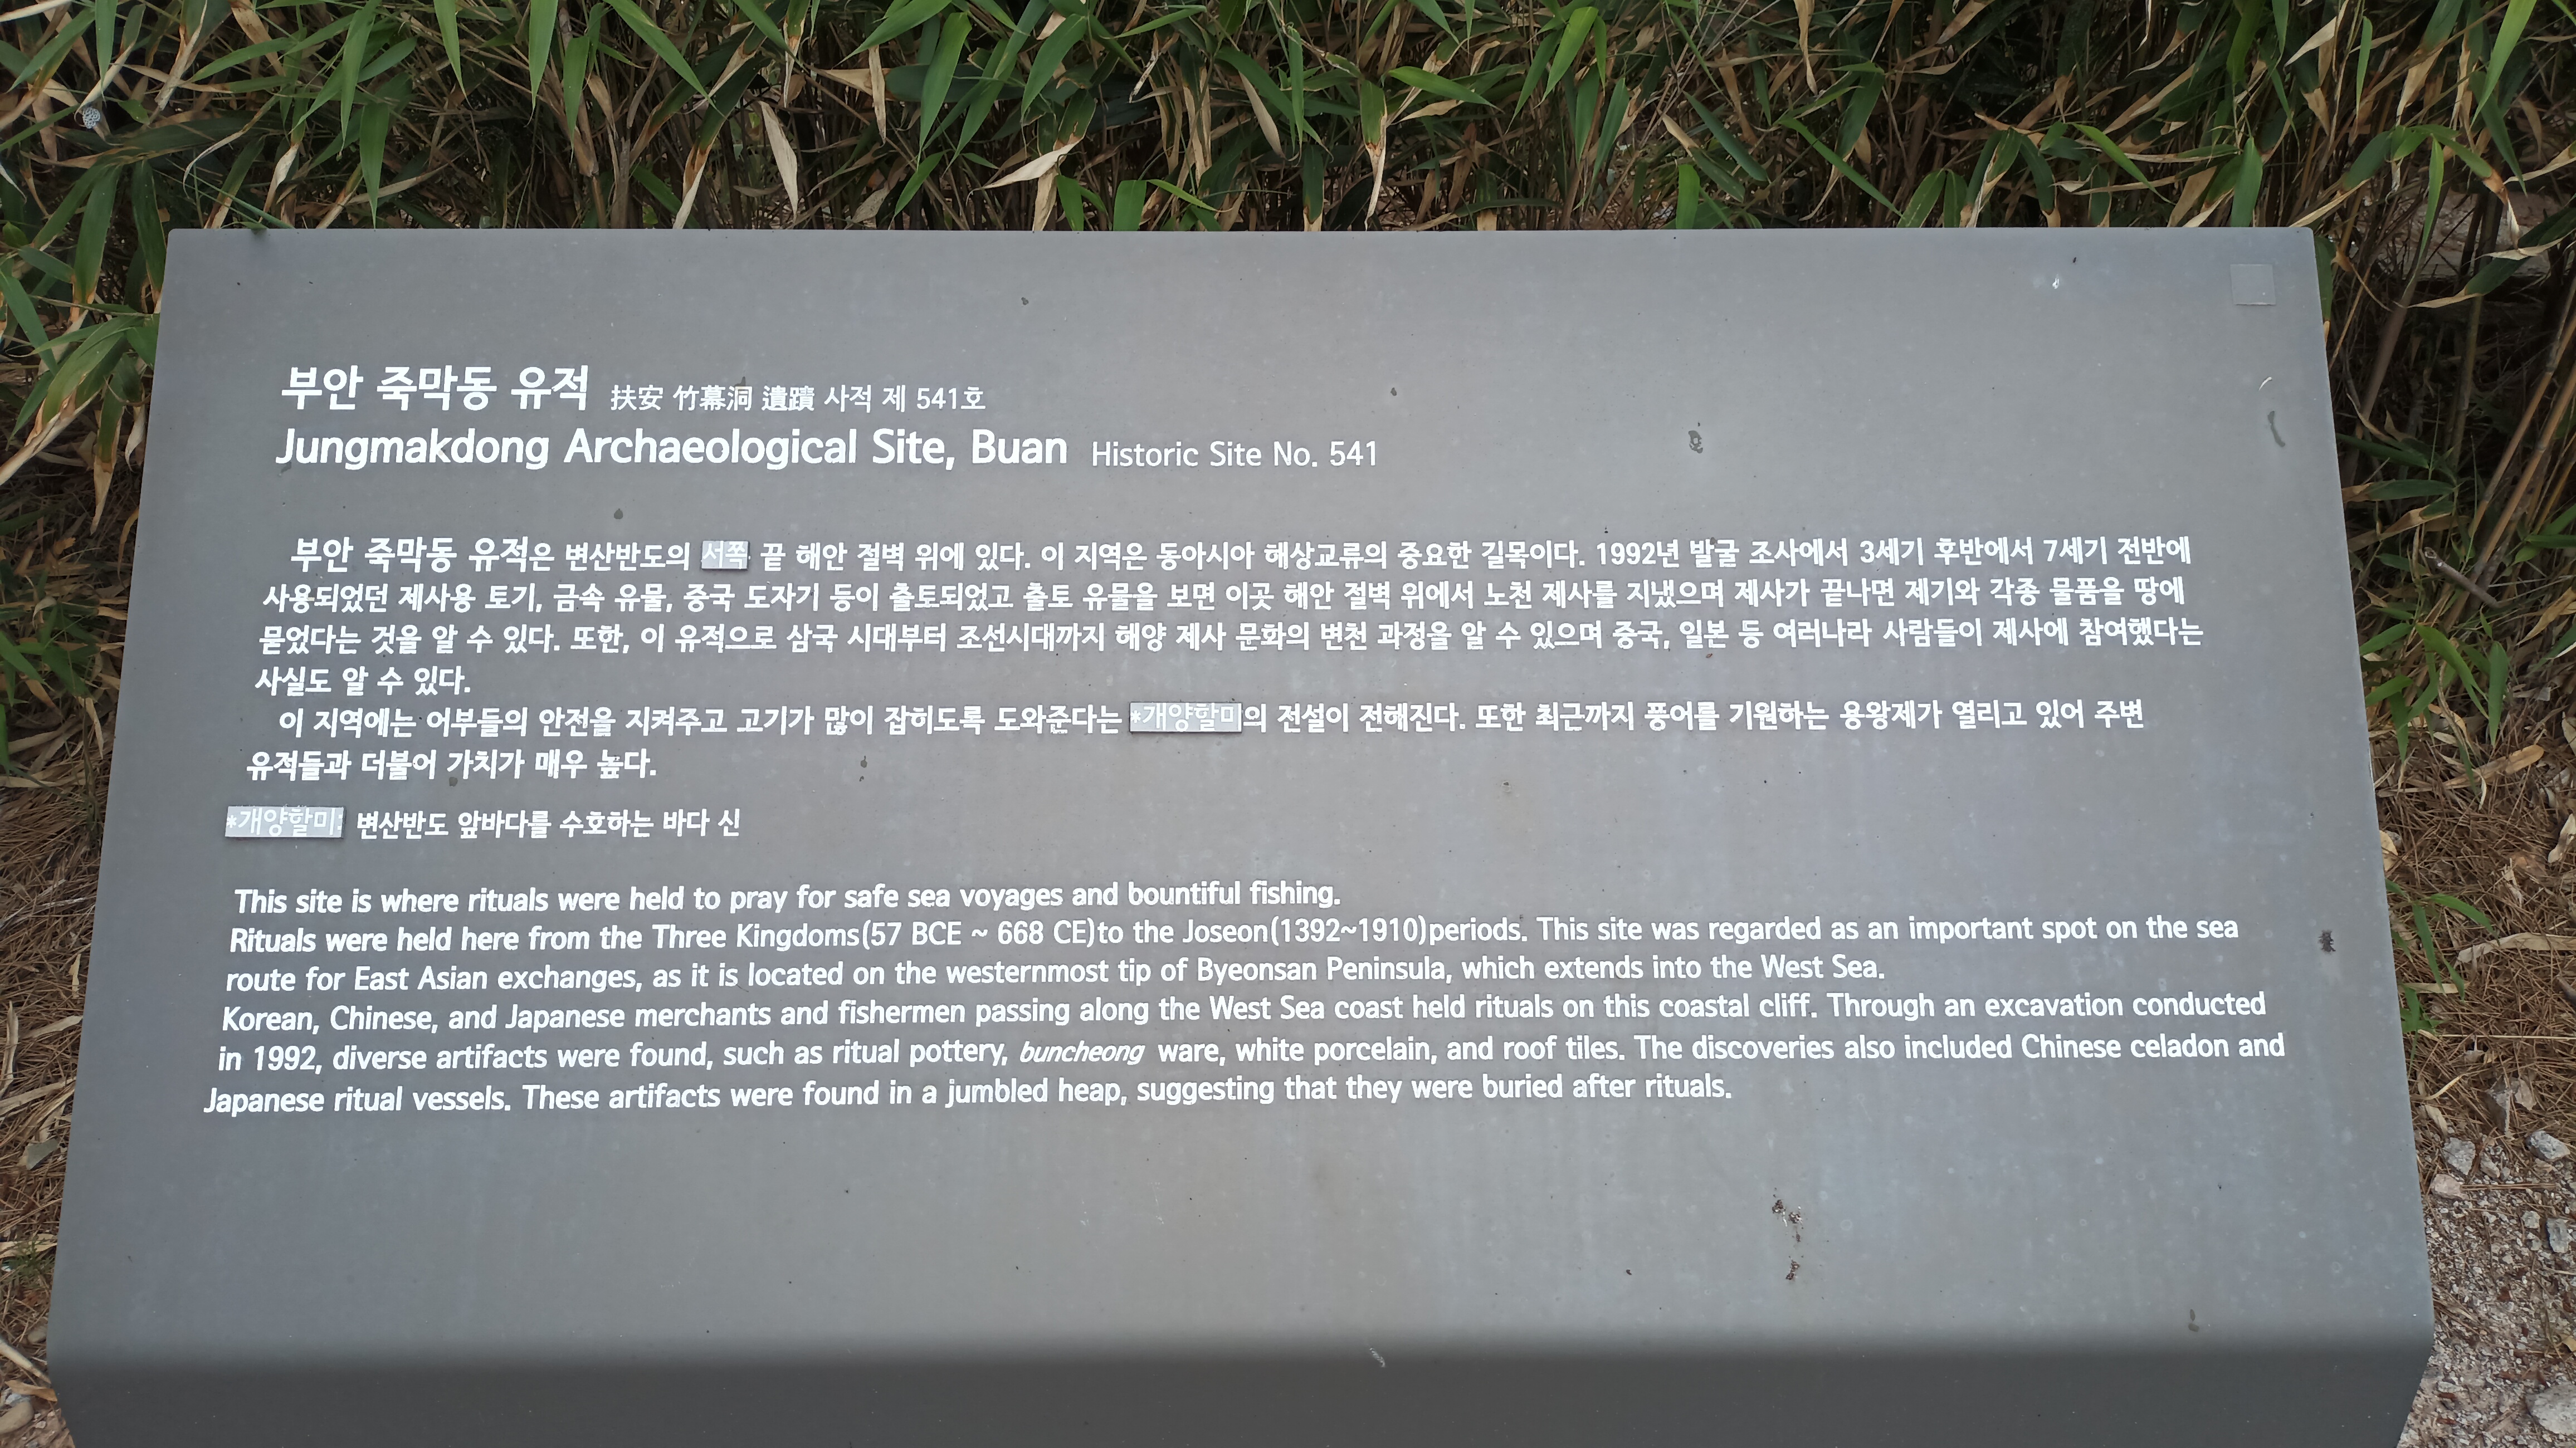 부안 죽막동 유적 扶安 竹幕洞 遺蹟 사적 제 541호
Jungmakdong Archaeological Site, Buan Historic Site No. 541
부안 죽막동 유적은 변산반도의 서쪽 끝 해안 절벽 위에 있다. 이 지역은 동아시아 해상교류의 중요한 길목이다. 1992년 발굴 조사에서 3세기 후반에서 7세기 전반에
사용되었던 제사용 토기, 금속 유물, 중국 도자기 등이 출토되었고 출토 유물을 보면 이곳 해안 절벽 위에서 노천 제사를 지냈으며 제사가 끝나면 제기와 각종 물품을 땅에
묻었다는 것을 알 수 있다. 또한, 이 유적으로 삼국 시대부터 조선시대까지 해양 제사 문화의 변천 과정을 알 수 있으며 중국, 일본 등 여러나라 사람들이 제사에 참여했다는
사실도 알 수 있다.
이 지역에는 어부들의 안전을 지켜주고 고기가 많이 잡히도록 도와준다는 *개양할미의 전설이 전해진다. 또한 최근까지 풍어를 기원하는 용왕제가 열리고 있어 주변
유적들과 더불어 가치가 매우 높다.
*개양할미: 변산반도 앞바다를 수호하는 바다 신
This site is where rituals were held to pray for safe sea voyages and bountiful fishing.
Rituals were held here from the Three Kingdoms(57 BCE ~ 668 CE)to the Joseon(1392~1910)periods. This site was regarded as an important spot on the sea
route for East Asian exchanges, as it is located on the westernmost tip of Byeonsan Peninsula, which extends into the West Sea.
Korean, Chinese, and Japanese merchants and fishermen passing along the West Sea coast held rituals on this coastal cliff. Through an excavation conducted
in 1992, diverse artifacts were found, such as ritual pottery, buncheong ware, white porcelain, and roof tiles. The discoveries also included Chinese celadon and
Japanese ritual vessels. These artifacts were found in a jumbled heap, suggesting that they were buried after rituals.